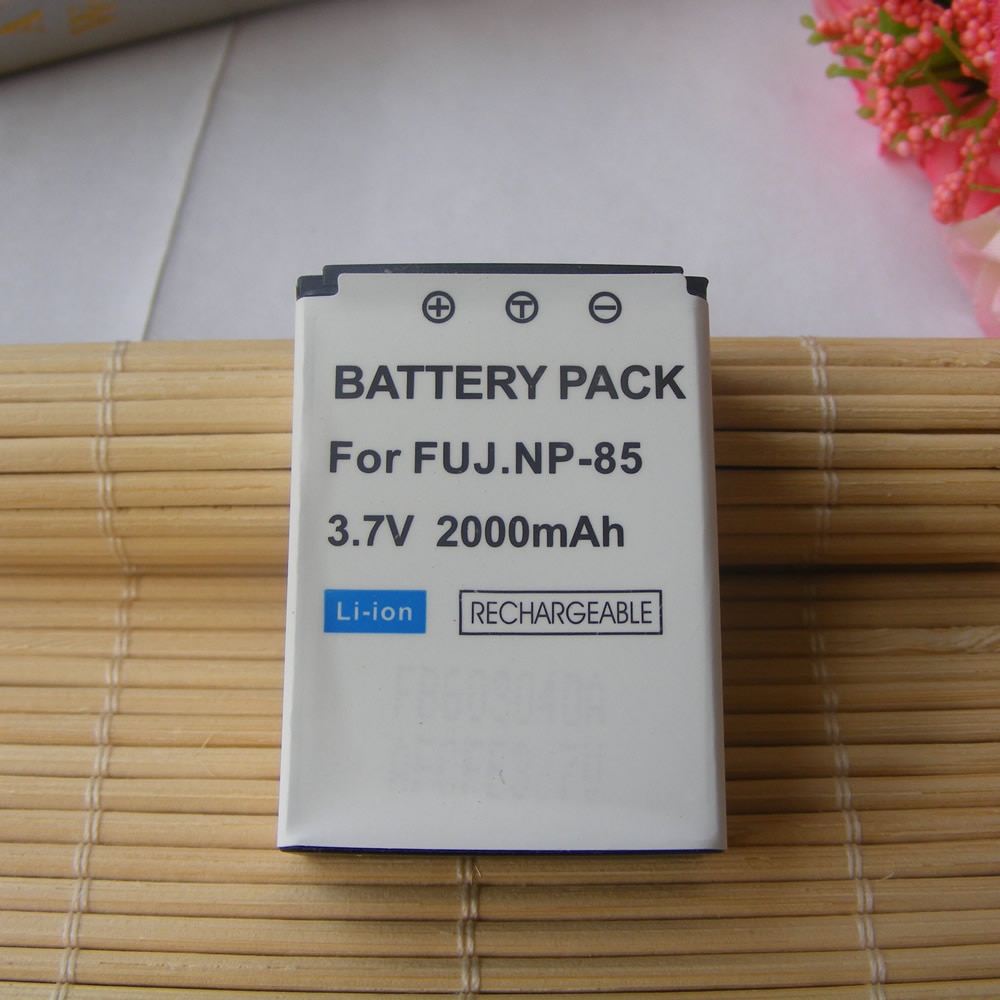 + T −
BATTERY PACK
For FUJ.NP-85
3.7V 2000mAh
Li-ion RECHARGEABLE